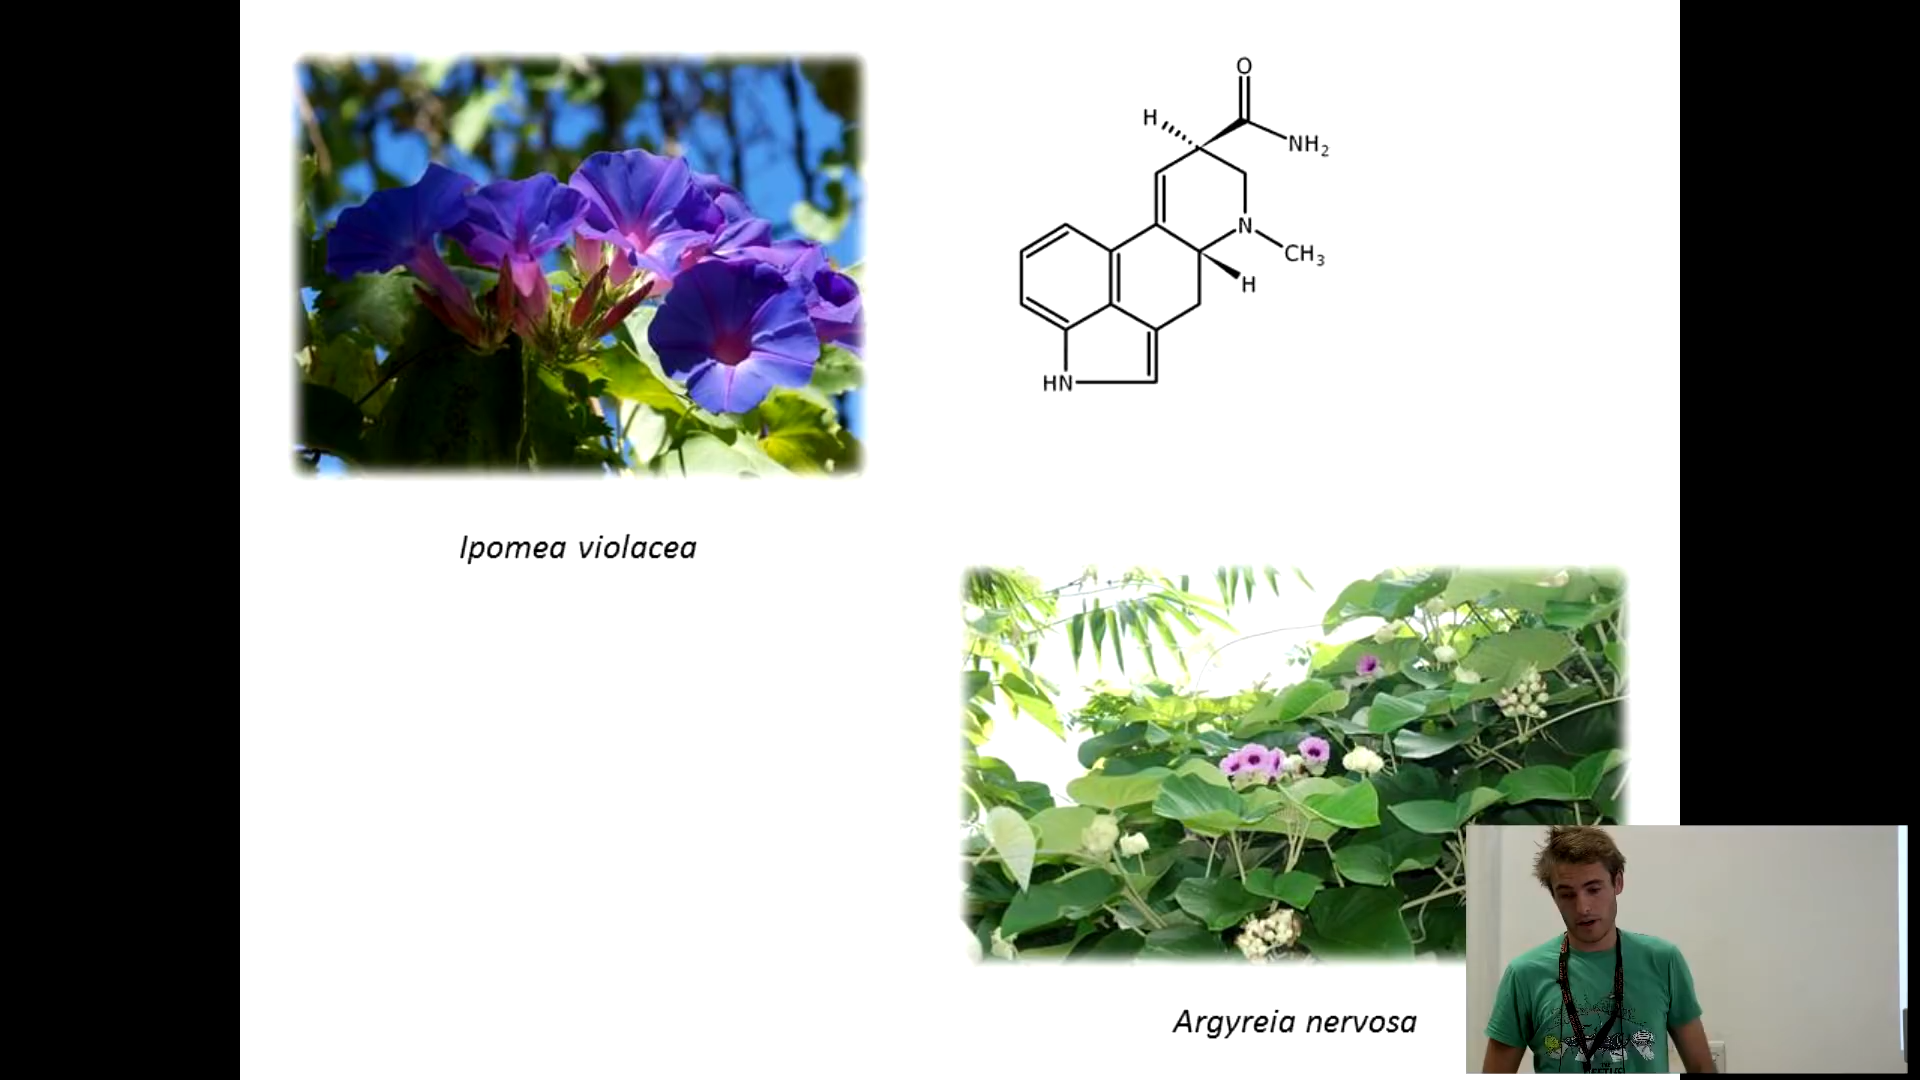 O
H
NH₂
N
CH₃
H
HN
Ipomea violacea
Argyreia nervosa